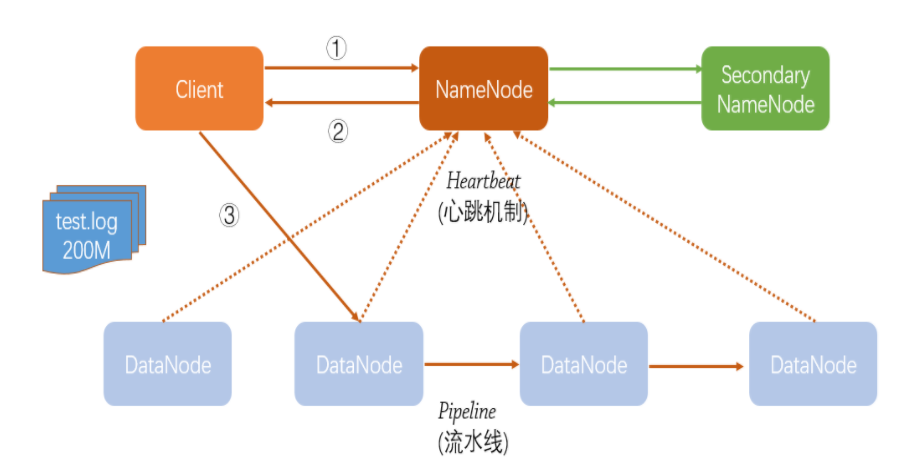 ①
Client
NameNode
Secondary
NameNode
②
Heartbeat
(心跳机制)
③
test.log
200M
DataNode
DataNode
DataNode
DataNode
Pipeline
(流水线)